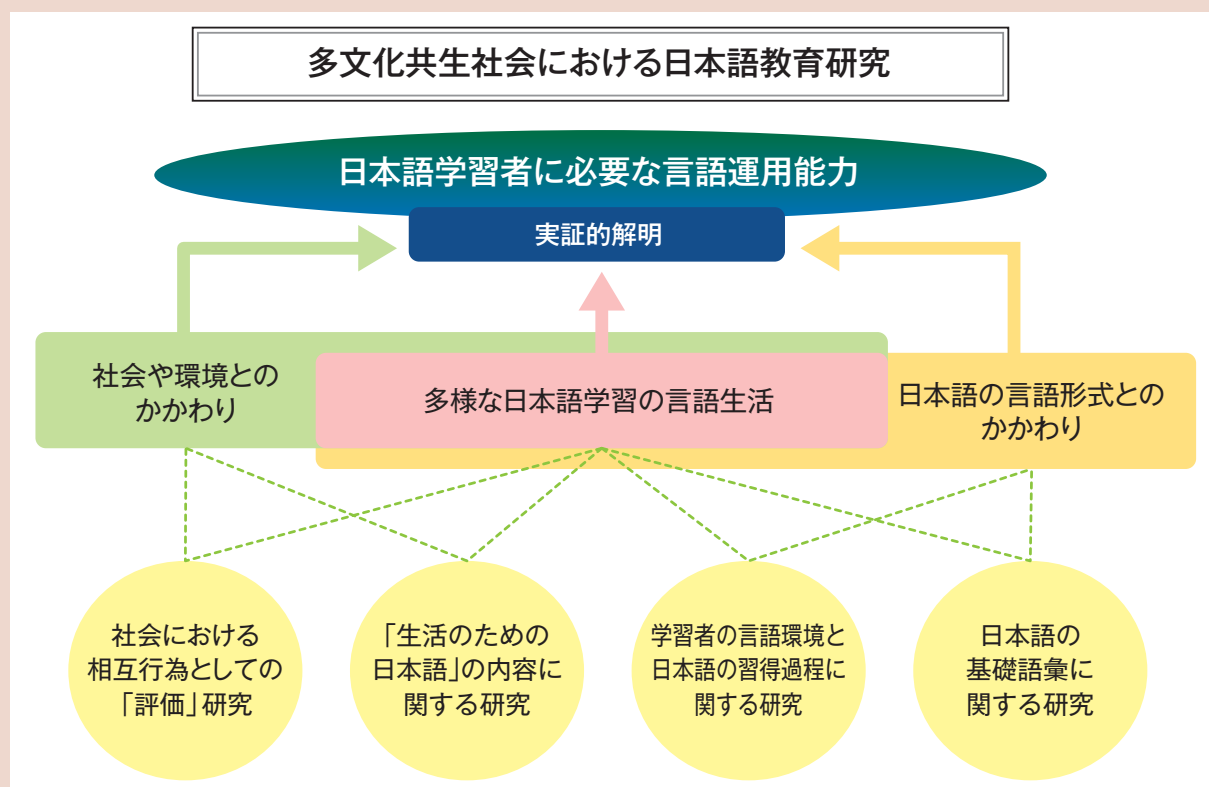 多文化共生社会における日本語教育研究
日本語学習者に必要な言語運用能力
実証的解明
社会や環境との
かかわり
多様な日本語学習の言語生活
日本語の言語形式との
かかわり
社会における
相互行為としての
「評価」研究
「生活のための
日本語」の内容に
関する研究
学習者の言語環境と
日本語の習得過程に
関する研究
日本語の
基礎語彙に
関する研究